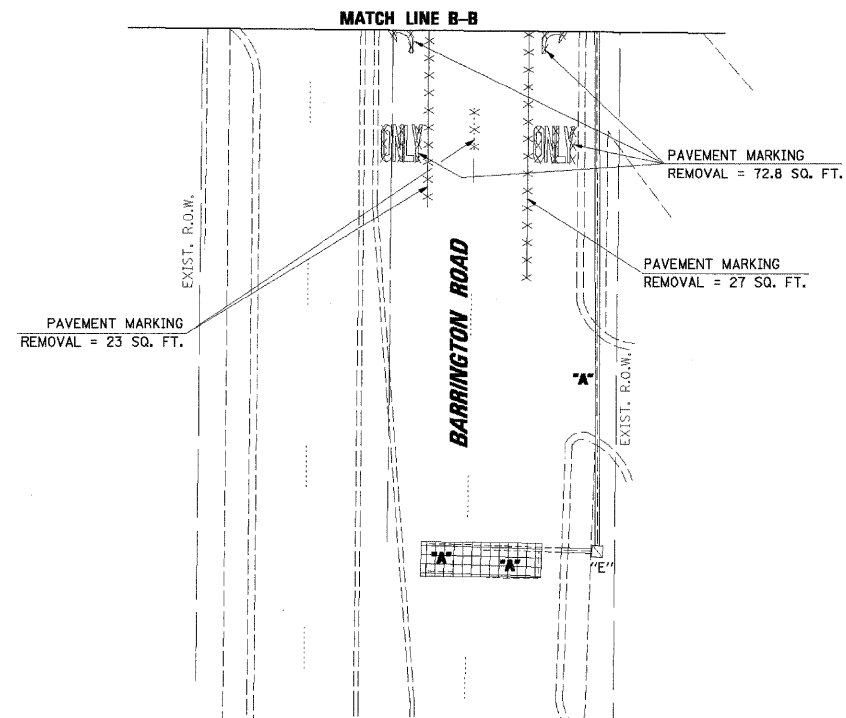 MATCH LINE B-B
ONLY
ONLY
PAVEMENT MARKING
REMOVAL = 72.8 SQ. FT.
EXIST. R.O.W.
BARRINGTON ROAD
PAVEMENT MARKING
REMOVAL = 27 SQ. FT.
PAVEMENT MARKING
REMOVAL = 23 SQ. FT.
"A"
EXIST. R.O.W.
"A"
"A"
"E"